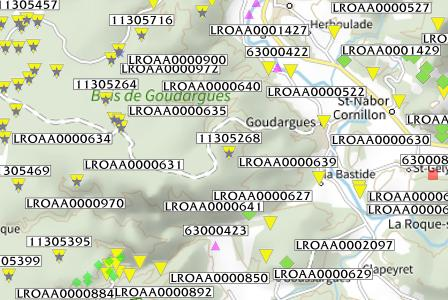 11305457
LROAA0000527
11305716
Herboulade
LROAA0001427
63000422
LROAA0001429
LROAA0000900
LROAA0000972
11305264
LROAA0000640
LROAA0000522
Bois de Goudargues
St-Nabor
Cornillon
LROAA0000635
Goudargues
LROAA0000634
11305268
LROAA0000630
LROAA0000631
LROAA0000639
305469
la Bastide
LROAA0000627
LROAA0000970
LROAA0000641
La Roque-s
que
63000423
11305395
LROAA0002097
05399
Clapeyret
LROAA0000850
LROAA0000629
LROAA0000884
LROAA0000892